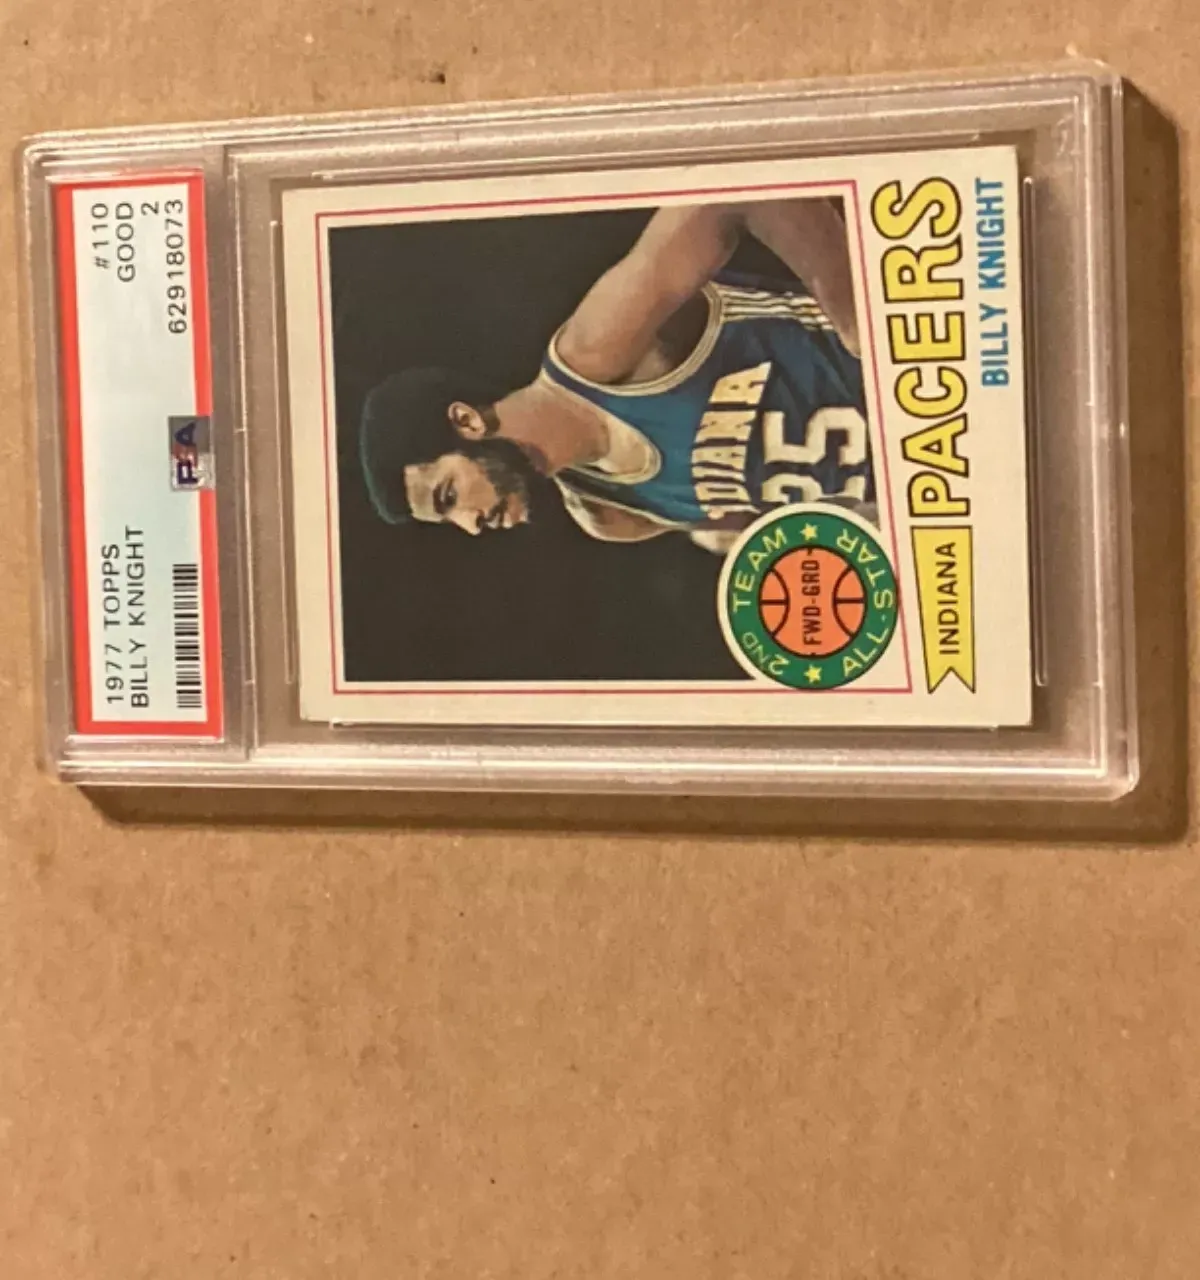 1977 TOPPS #110
BILLY KNIGHT GOOD
2
PSA 62918073
INDIANA
25
2ND TEAM
FWD-GRD
ALL-STAR
INDIANA PACERS
BILLY KNIGHT